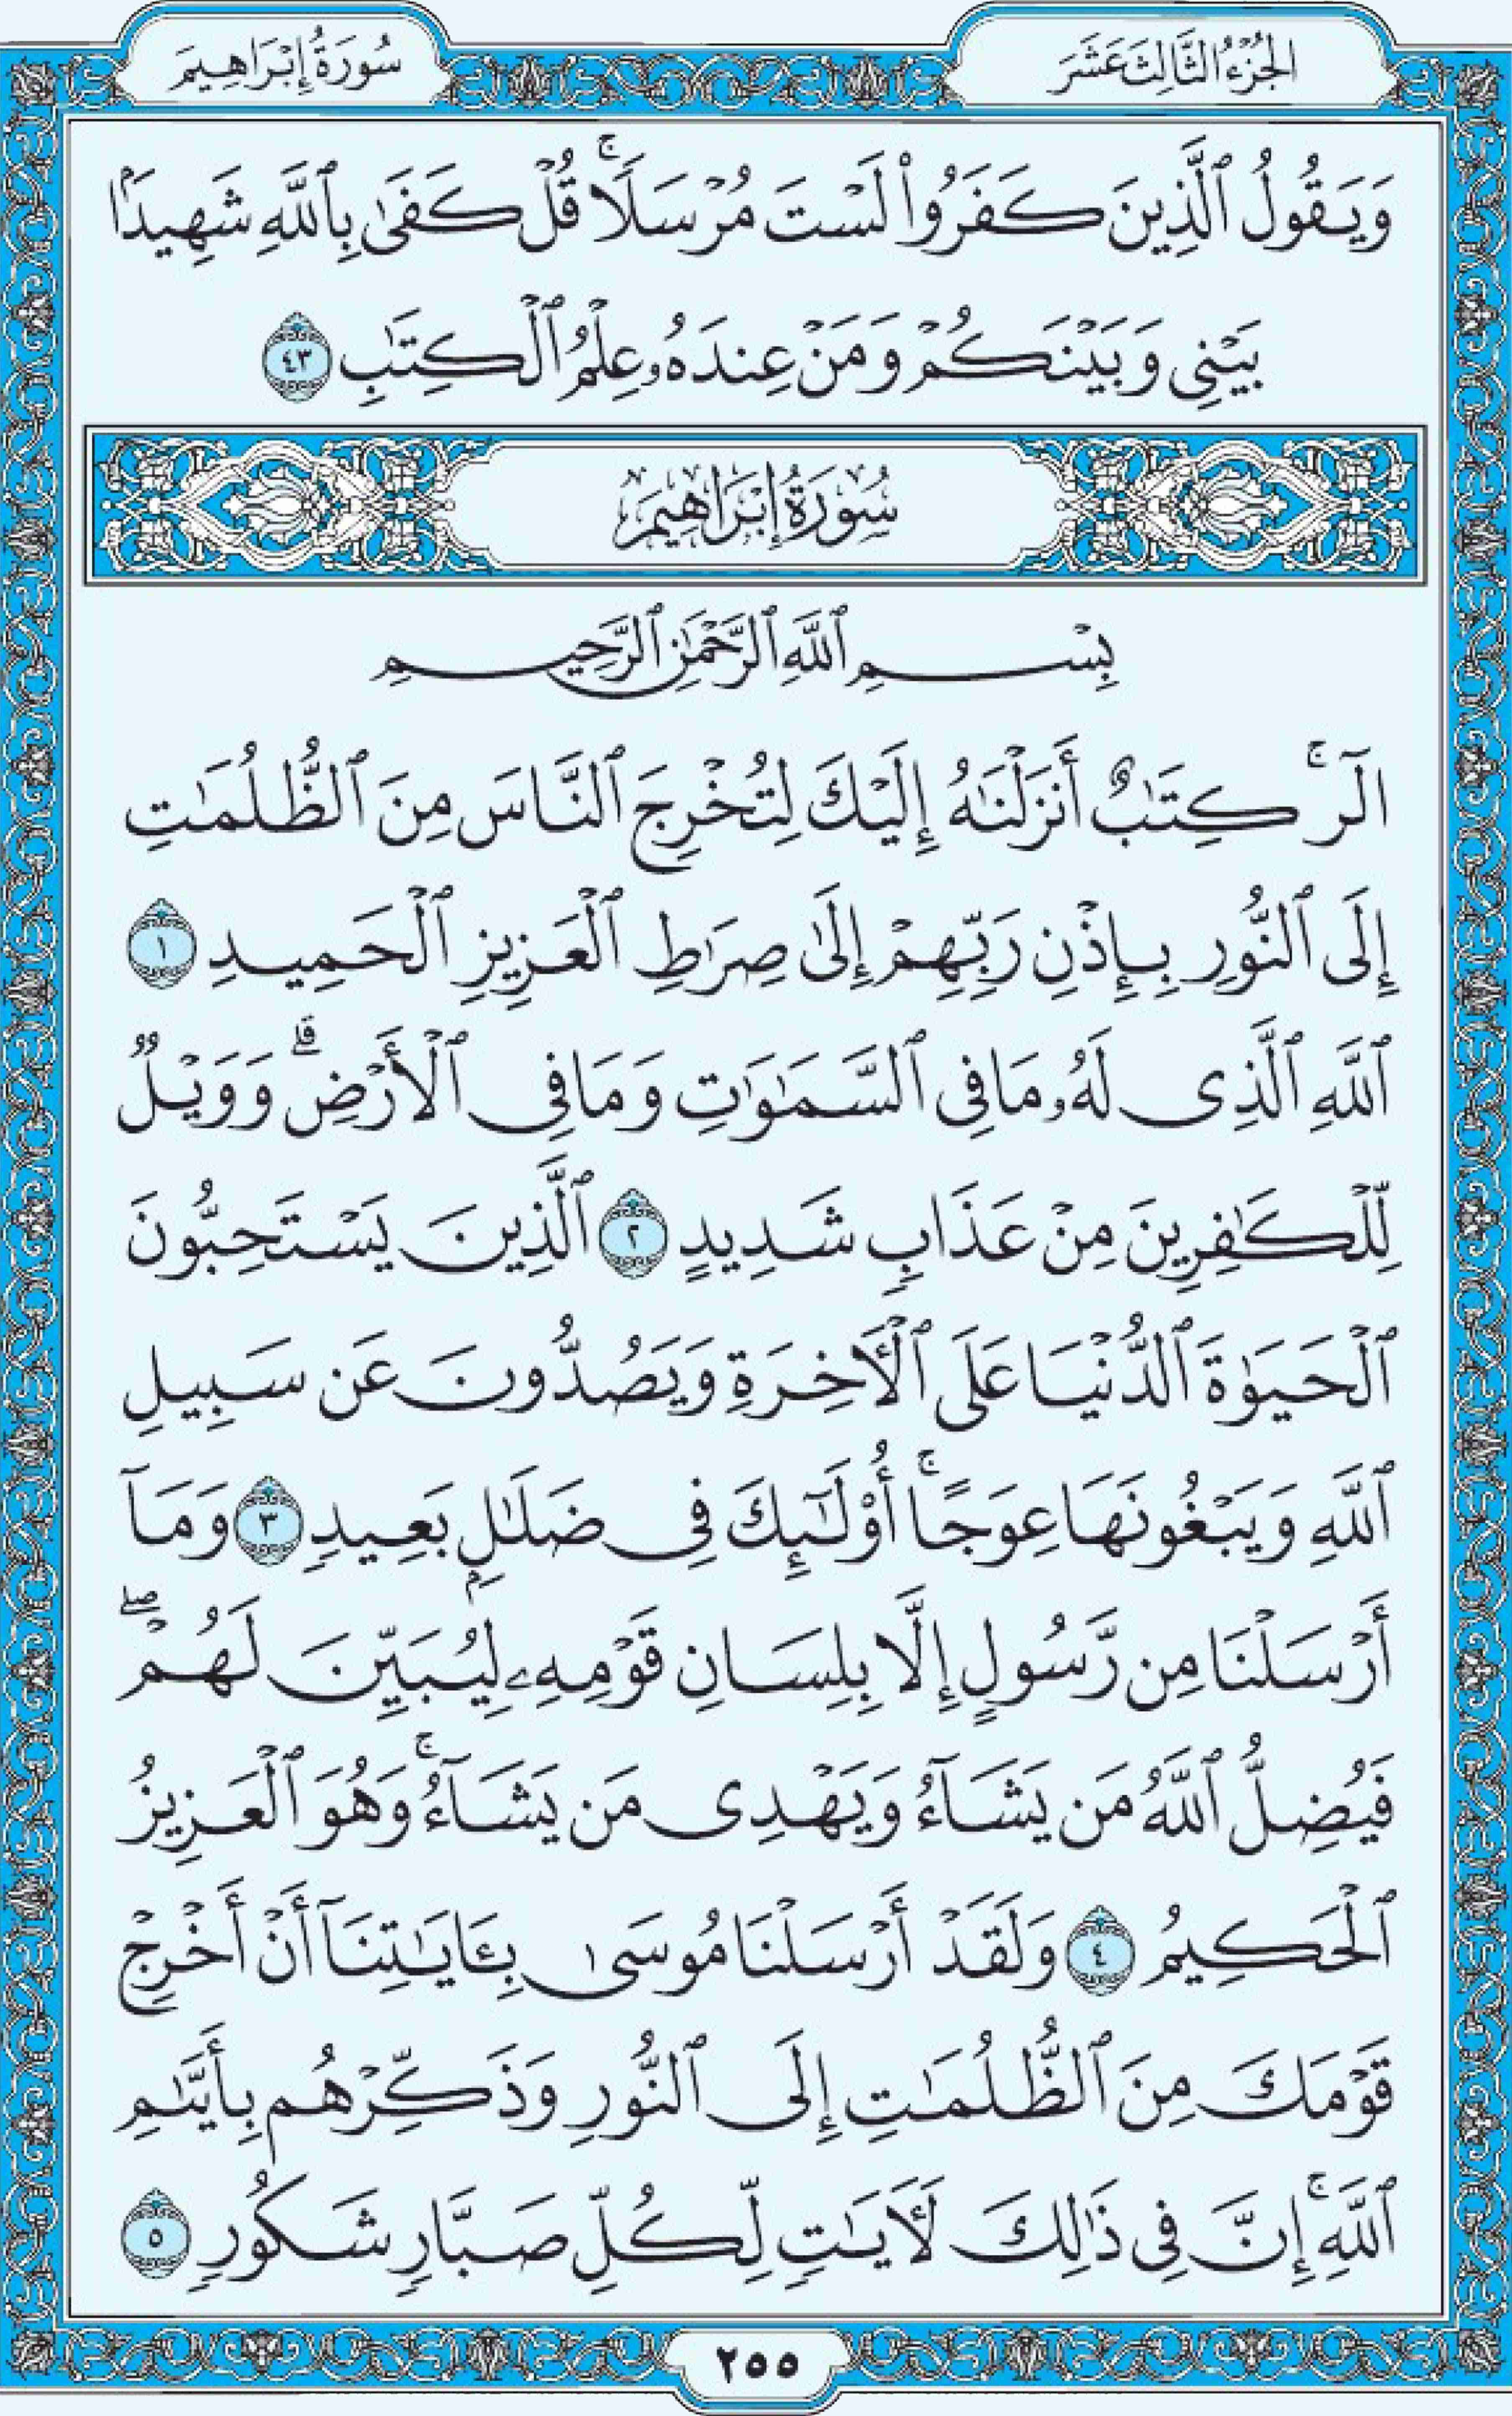 الجُزْءُ الثَّالِثَ عَشَرَ
سُورَةُ إِبْرَاهِيمَ
وَيَقُولُ ٱلَّذِينَ كَفَرُوا۟ لَسْتَ مُرْسَلًا ۚ قُلْ كَفَىٰ بِٱللَّهِ شَهِيدًۢا
بَيْنِى وَبَيْنَكُمْ وَمَنْ عِندَهُۥ عِلْمُ ٱلْكِتَٰبِ ٤٣
سُورَةُ إِبْرَاهِيمَ
بِسْمِ ٱللَّهِ ٱلرَّحْمَٰنِ ٱلرَّحِيمِ
الٓر ۚ كِتَٰبٌ أَنزَلْنَٰهُ إِلَيْكَ لِتُخْرِجَ ٱلنَّاسَ مِنَ ٱلظُّلُمَٰتِ
إِلَى ٱلنُّورِ بِإِذْنِ رَبِّهِمْ إِلَىٰ صِرَٰطِ ٱلْعَزِيزِ ٱلْحَمِيدِ ١
ٱللَّهِ ٱلَّذِى لَهُۥ مَا فِى ٱلسَّمَٰوَٰتِ وَمَا فِى ٱلْأَرْضِ ۗ وَوَيْلٌ
لِّلْكَٰفِرِينَ مِنْ عَذَابٍ شَدِيدٍ ٢ ٱلَّذِينَ يَسْتَحِبُّونَ
ٱلْحَيَوٰةَ ٱلدُّنْيَا عَلَى ٱلْءَاخِرَةِ وَيَصُدُّونَ عَن سَبِيلِ
ٱللَّهِ وَيَبْغُونَهَا عِوَجًا ۚ أُو۟لَٰٓئِكَ فِى ضَلَٰلٍۭ بَعِيدٍ ٣ وَمَآ
أَرْسَلْنَا مِن رَّسُولٍ إِلَّا بِلِسَانِ قَوْمِهِۦ لِيُبَيِّنَ لَهُمْ ۖ
فَيُضِلُّ ٱللَّهُ مَن يَشَآءُ وَيَهْدِى مَن يَشَآءُ ۚ وَهُوَ ٱلْعَزِيزُ
ٱلْحَكِيمُ ٤ وَلَقَدْ أَرْسَلْنَا مُوسَىٰ بِـَٔايَٰتِنَآ أَنْ أَخْرِجْ
قَوْمَكَ مِنَ ٱلظُّلُمَٰتِ إِلَى ٱلنُّورِ وَذَكِّرْهُم بِأَيَّىٰمِ
ٱللَّهِ ۚ إِنَّ فِى ذَٰلِكَ لَءَايَٰتٍ لِّكُلِّ صَبَّارٍ شَكُورٍ ٥
٢٥٥